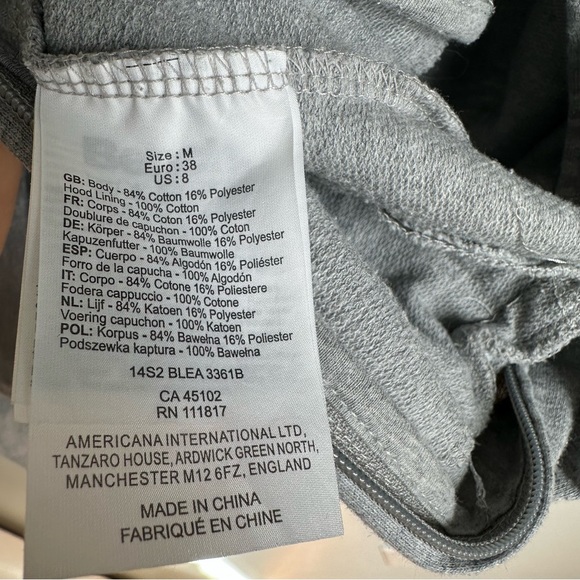 Size : M
Euro : 38
US : 8
GB: Body - 84% Cotton 16% Polyester
Hood Lining - 100% Cotton
FR: Corps - 84% Coton 16% Polyester
Doublure de capuchon - 100% Coton
DE: Körper - 84% Baumwolle 16% Polyester
Kapuzenfutter - 100% Baumwolle
ESP: Cuerpo - 84% Algodón 16% Poliéster
Forro de la capucha - 100% Algodón
IT: Corpo - 84% Cotone 16% Poliestere
Fodera cappuccio - 100% Cotone
NL: Lijf - 84% Katoen 16% Polyester
Voering capuchon - 100% Katoen
POL: Korpus - 84% Bawełna 16% Poliester
Podszewka kaptura - 100% Bawełna
14S2 BLEA 3361B
CA 45102
RN 111817
AMERICANA INTERNATIONAL LTD,
TANZARO HOUSE, ARDWICK GREEN NORTH,
MANCHESTER M12 6FZ, ENGLAND
MADE IN CHINA
FABRIQUÉ EN CHINE